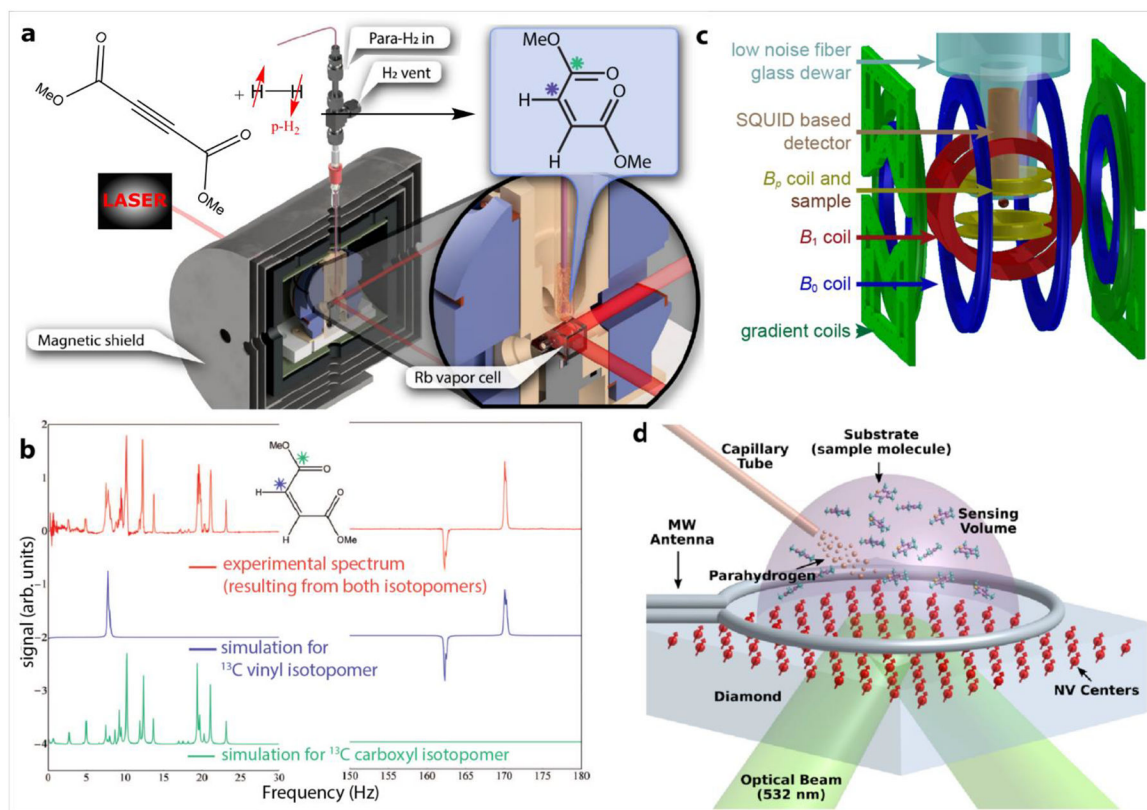 a
MeO
O
O
OMe
+
H
H
p-H₂
LASER
Para-H₂ in
H₂ vent
MeO
O
H
O
H
OMe
Magnetic shield
Rb vapor cell
b
signal (arb,units)
2
1
0
-1
-2
-3
-4
MeO
O
H
O
H
OMe
experimental spectrum
(resulting from both isotopomers)
simulation for
¹³C vinyl isotopomer
simulation for ¹³C carboxyl isotopomer
0 5 10 15 20 25 30 150 155 160 165 170 175 180
Frequency (Hz)
c
low noise fiber
glass dewar
SQUID based
detector
Bp coil and
sample
B₁ coil
B₀ coil
gradient coils
d
Capillary
Tube
Substrate
(sample molecule)
Sensing
Volume
MW
Antenna
Parahydrogen
Diamond
NV Centers
Optical Beam
(532 nm)